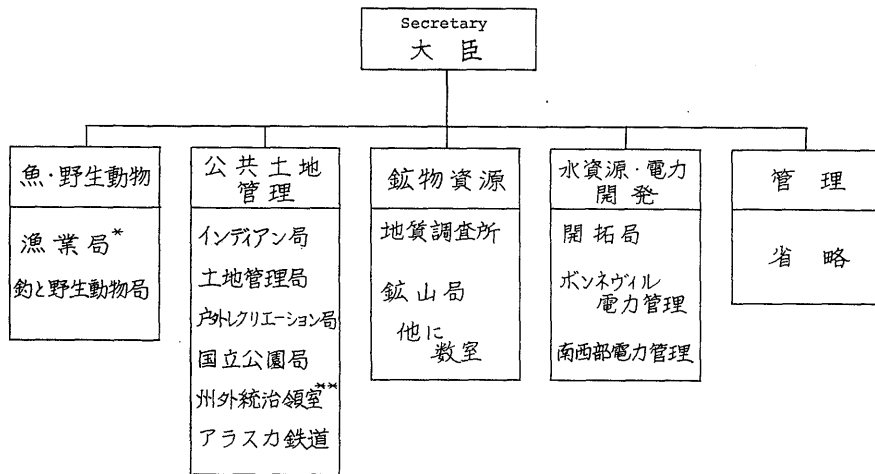 Secretary
大臣
魚・野生動物
漁業局*
釣と野生動物局
公共土地
管理
インディアン局
土地管理局
戸外レクリエーション局
国立公園局
州外統治領室**
アラスカ鉄道
鉱物資源
地質調査所
鉱山局
他に
数室
水資源・電力
開発
開拓局
ボンネヴィル
電力管理
南西部電力管理
管理
省略